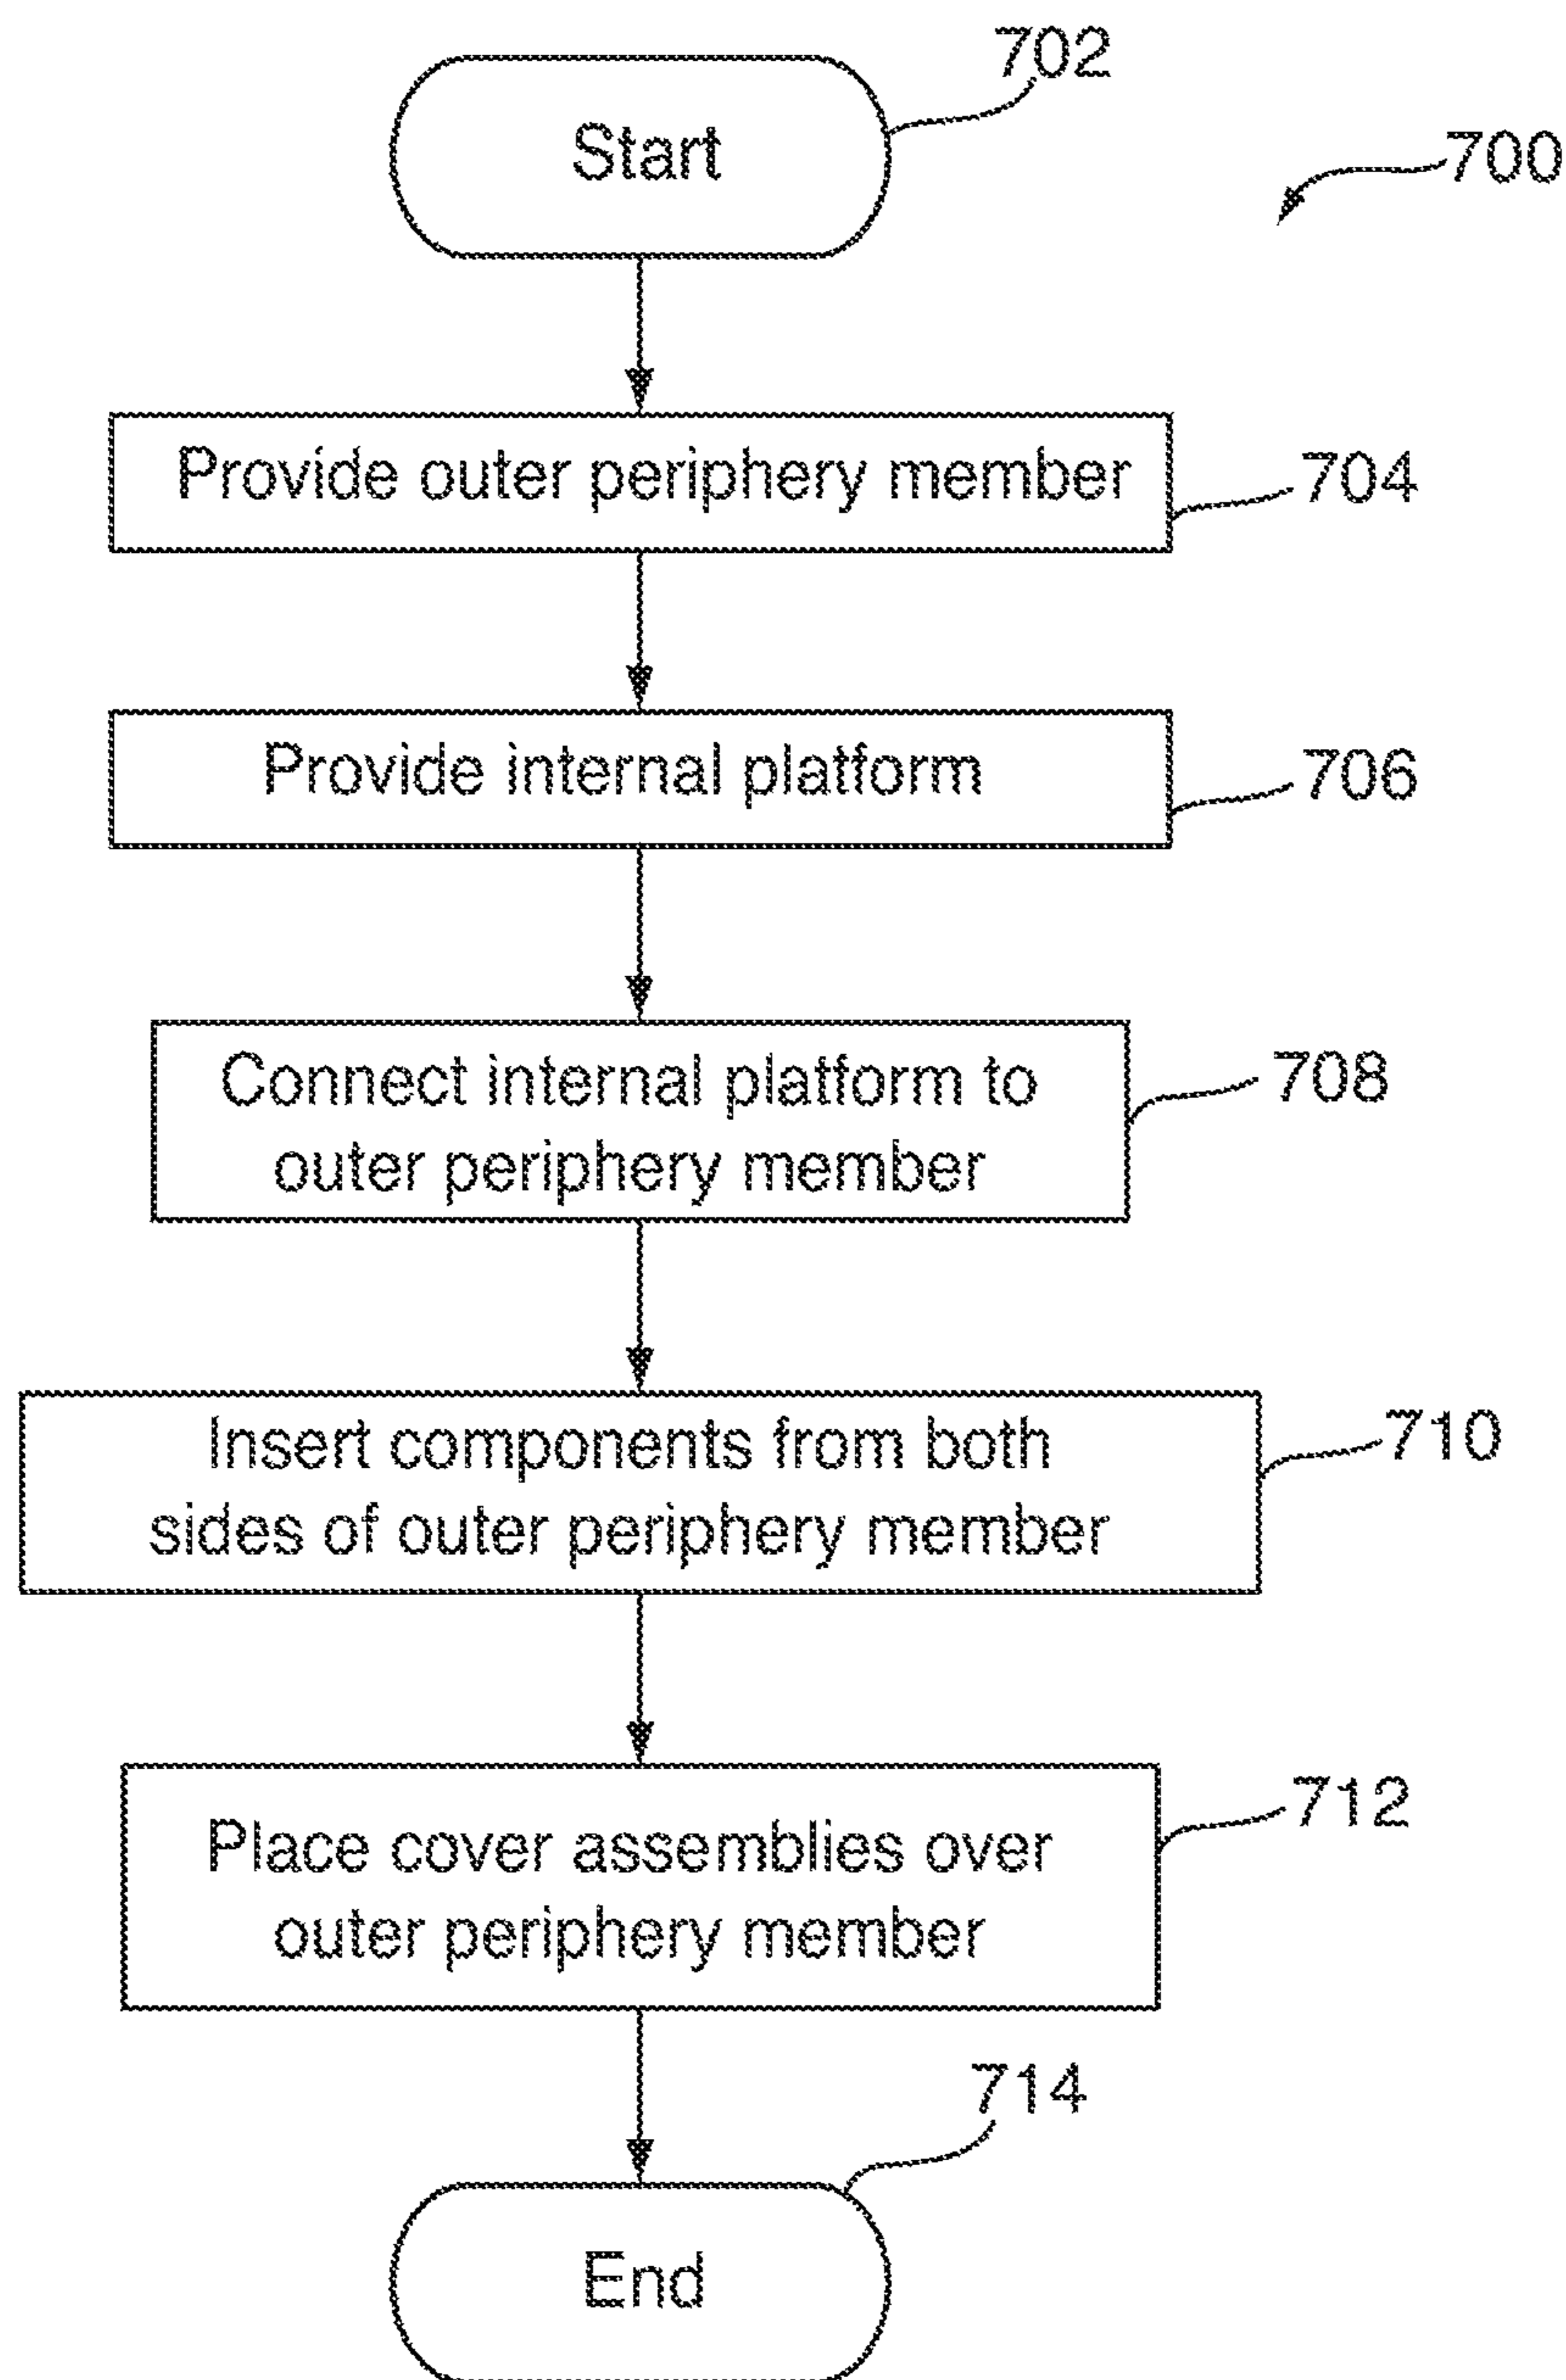 702
Start
700
Provide outer periphery member
704
Provide internal platform
706
Connect internal platform to
outer periphery member
708
Insert components from both
sides of outer periphery member
710
Place cover assemblies over
outer periphery member
712
714
End